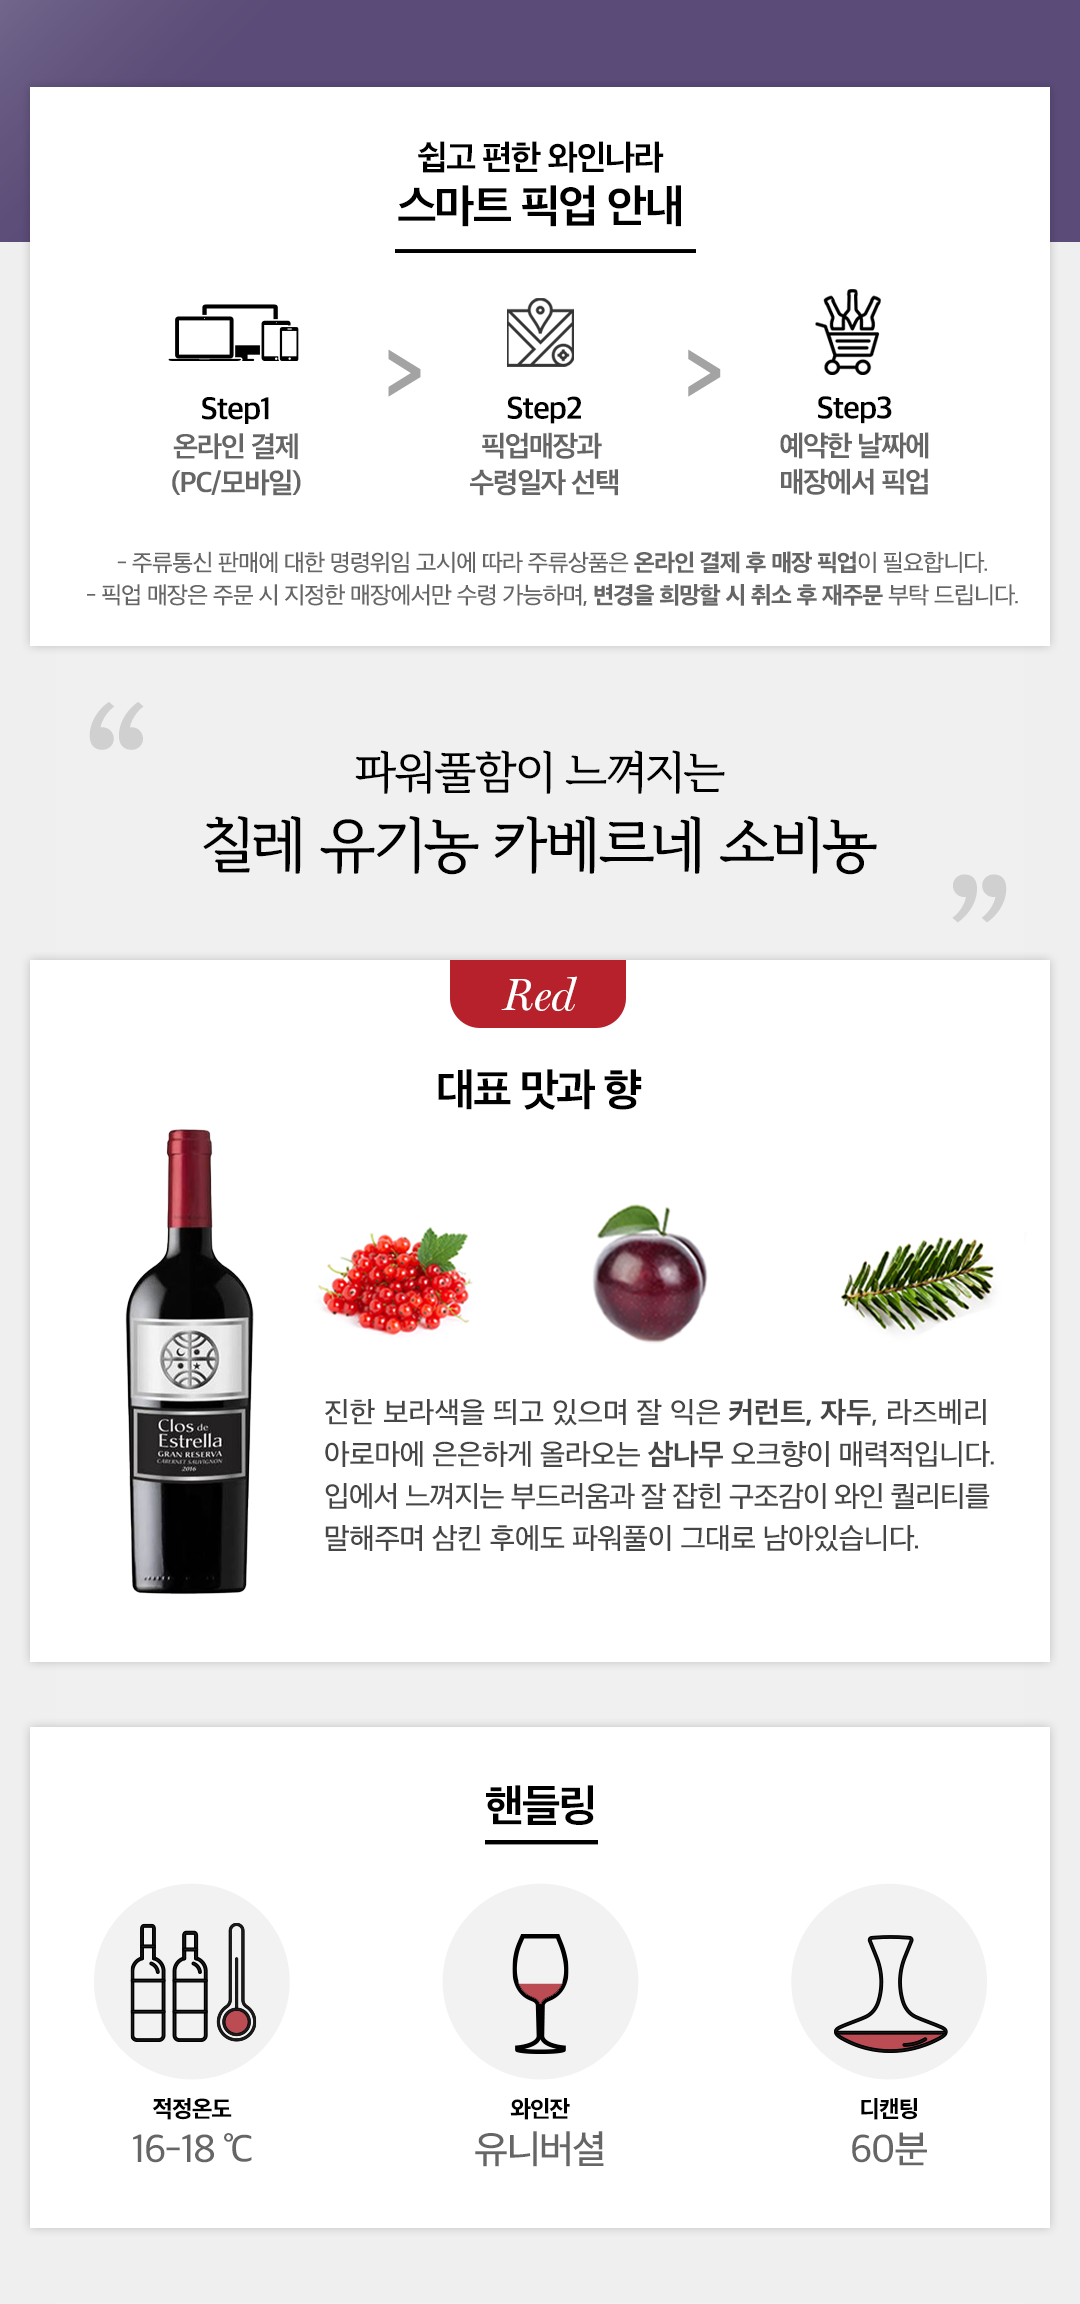 쉽고 편한 와인나라
스마트 픽업 안내
>
>
Step1
온라인 결제
(PC/모바일)
Step2
픽업매장과
수령일자 선택
Step3
예약한 날짜에
매장에서 픽업
- 주류통신 판매에 대한 명령위임 고시에 따라 주류상품은 온라인 결제 후 매장 픽업이 필요합니다.
- 픽업 매장은 주문 시 지정한 매장에서만 수령 가능하며, 변경을 희망할 시 취소 후 재주문 부탁 드립니다.
“
파워풀함이 느껴지는
칠레 유기농 카베르네 소비뇽
”
Red
대표 맛과 향
Clos de
Estrella
GRAN RESERVA
CABERNET SAUVIGNON
2016
진한 보라색을 띄고 있으며 잘 익은 커런트, 자두, 라즈베리
아로마에 은은하게 올라오는 삼나무 오크향이 매력적입니다.
입에서 느껴지는 부드러움과 잘 잡힌 구조감이 와인 퀄리티를
말해주며 삼킨 후에도 파워풀이 그대로 남아있습니다.
핸들링
적정온도
16-18 ℃
와인잔
유니버셜
디캔팅
60분